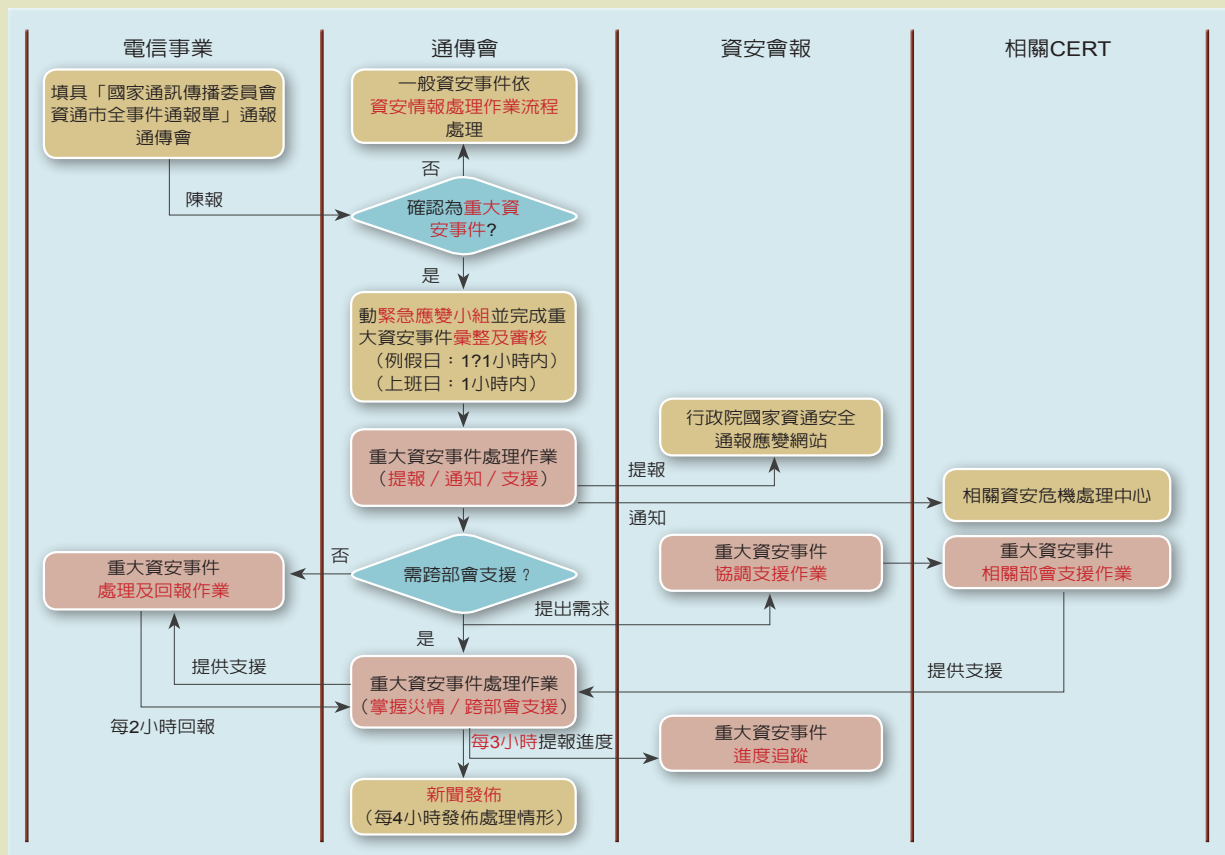 電信事業
通傳會
資安會報
相關CERT
填具「國家通訊傳播委員會
資通市全事件通報單」通報
通傳會
一般資安事件依
資安情報處理作業流程
處理
否
陳報
確認為重大資
安事件?
是
動緊急應變小組並完成重
大資安事件彙整及審核
（例假日：1?1小時內）
（上班日：1小時內）
行政院國家資通安全
通報應變網站
重大資安事件處理作業
（提報／通知／支援）
提報
相關資安危機處理中心
通知
否
重大資安事件
處理及回報作業
需跨部會支援？
重大資安事件
協調支援作業
重大資安事件
相關部會支援作業
提出需求
是
提供支援
提供支援
重大資安事件處理作業
（掌握災情／跨部會支援）
每2小時回報
每3小時提報進度
重大資安事件
進度追蹤
新聞發佈
（每4小時發佈處理情形）